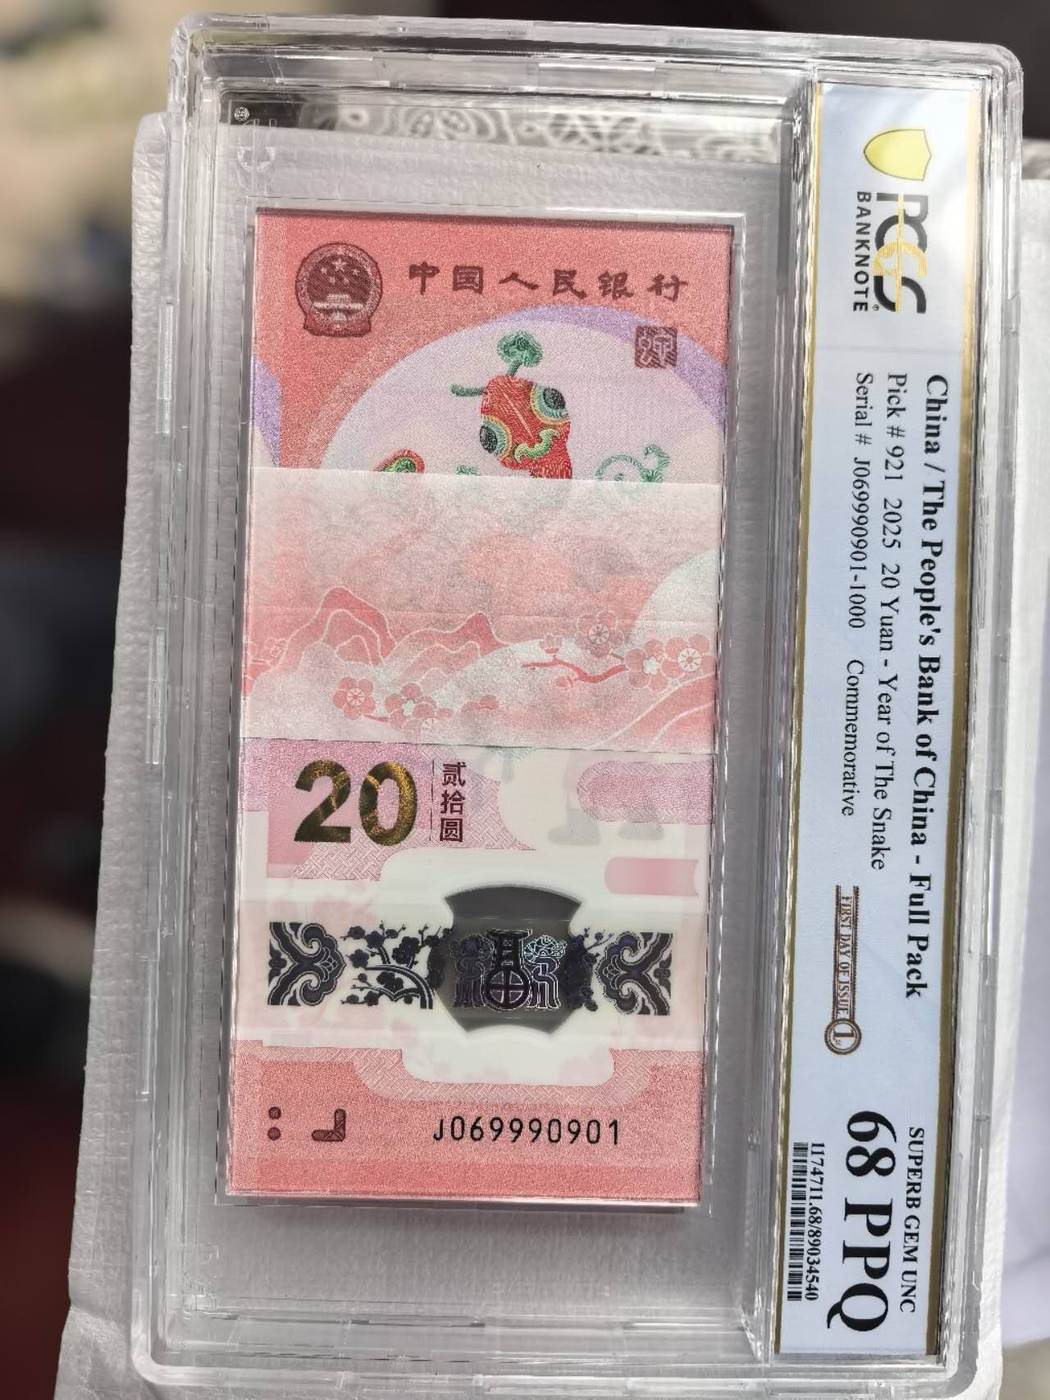 中国人民银行
20
贰拾圆
J069990901
PCGS
BANKNOTE
China / The People's Bank of China - Full Pack
Pick # 921 2025 20 Yuan - Year of The Snake
Serial # J069990901-1000 Commemorative
FIRST DAY OF ISSUE
SUPERB GEM UNC
68 PPQ
1174711.68/89034540